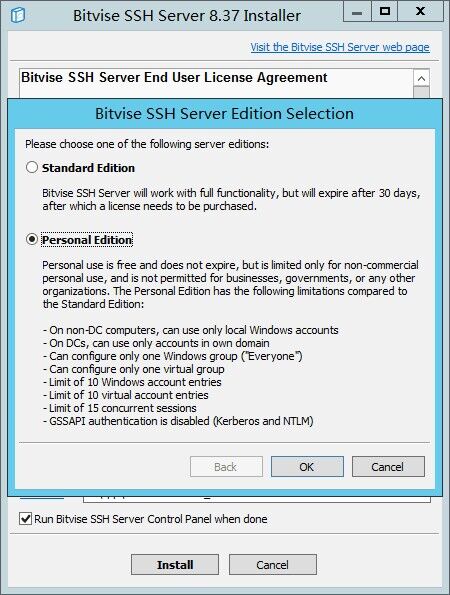 Bitvise SSH Server 8.37 Installer
Visit the Bitvise SSH Server web page
Bitvise SSH Server End User License Agreement
Bitvise SSH Server Edition Selection
Please choose one of the following server editions:
Standard Edition
Bitvise SSH Server will work with full functionality, but will expire after 30 days,
after which a license needs to be purchased.
Personal Edition
Personal use is free and does not expire, but is limited only for non-commercial
personal use, and is not permitted for businesses, governments, or any other
organizations. The Personal Edition has the following limitations compared to
the Standard Edition:
- On non-DC computers, can use only local Windows accounts
- On DCs, can use only accounts in own domain
- Can configure only one Windows group ("Everyone")
- Can configure only one virtual group
- Limit of 10 Windows account entries
- Limit of 10 virtual account entries
- Limit of 15 concurrent sessions
- GSSAPI authentication is disabled (Kerberos and NTLM)
Back OK Cancel
Run Bitvise SSH Server Control Panel when done
Install Cancel